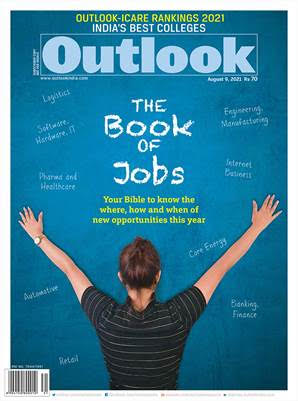 OUTLOOK-ICARE RANKINGS 2021
INDIA'S BEST COLLEGES
Outlook
www.outlookindia.com
August 9, 2021 Rs 70
THE
Book
OF
Jobs
Your Bible to know the
where, how and when of
new opportunities this year
Logistics
Software,
Hardware, IT
Pharma and
Healthcare
Automotive
Retail
Engineering,
Manufacturing
Internet
Business
Core Energy
Banking,
Finance